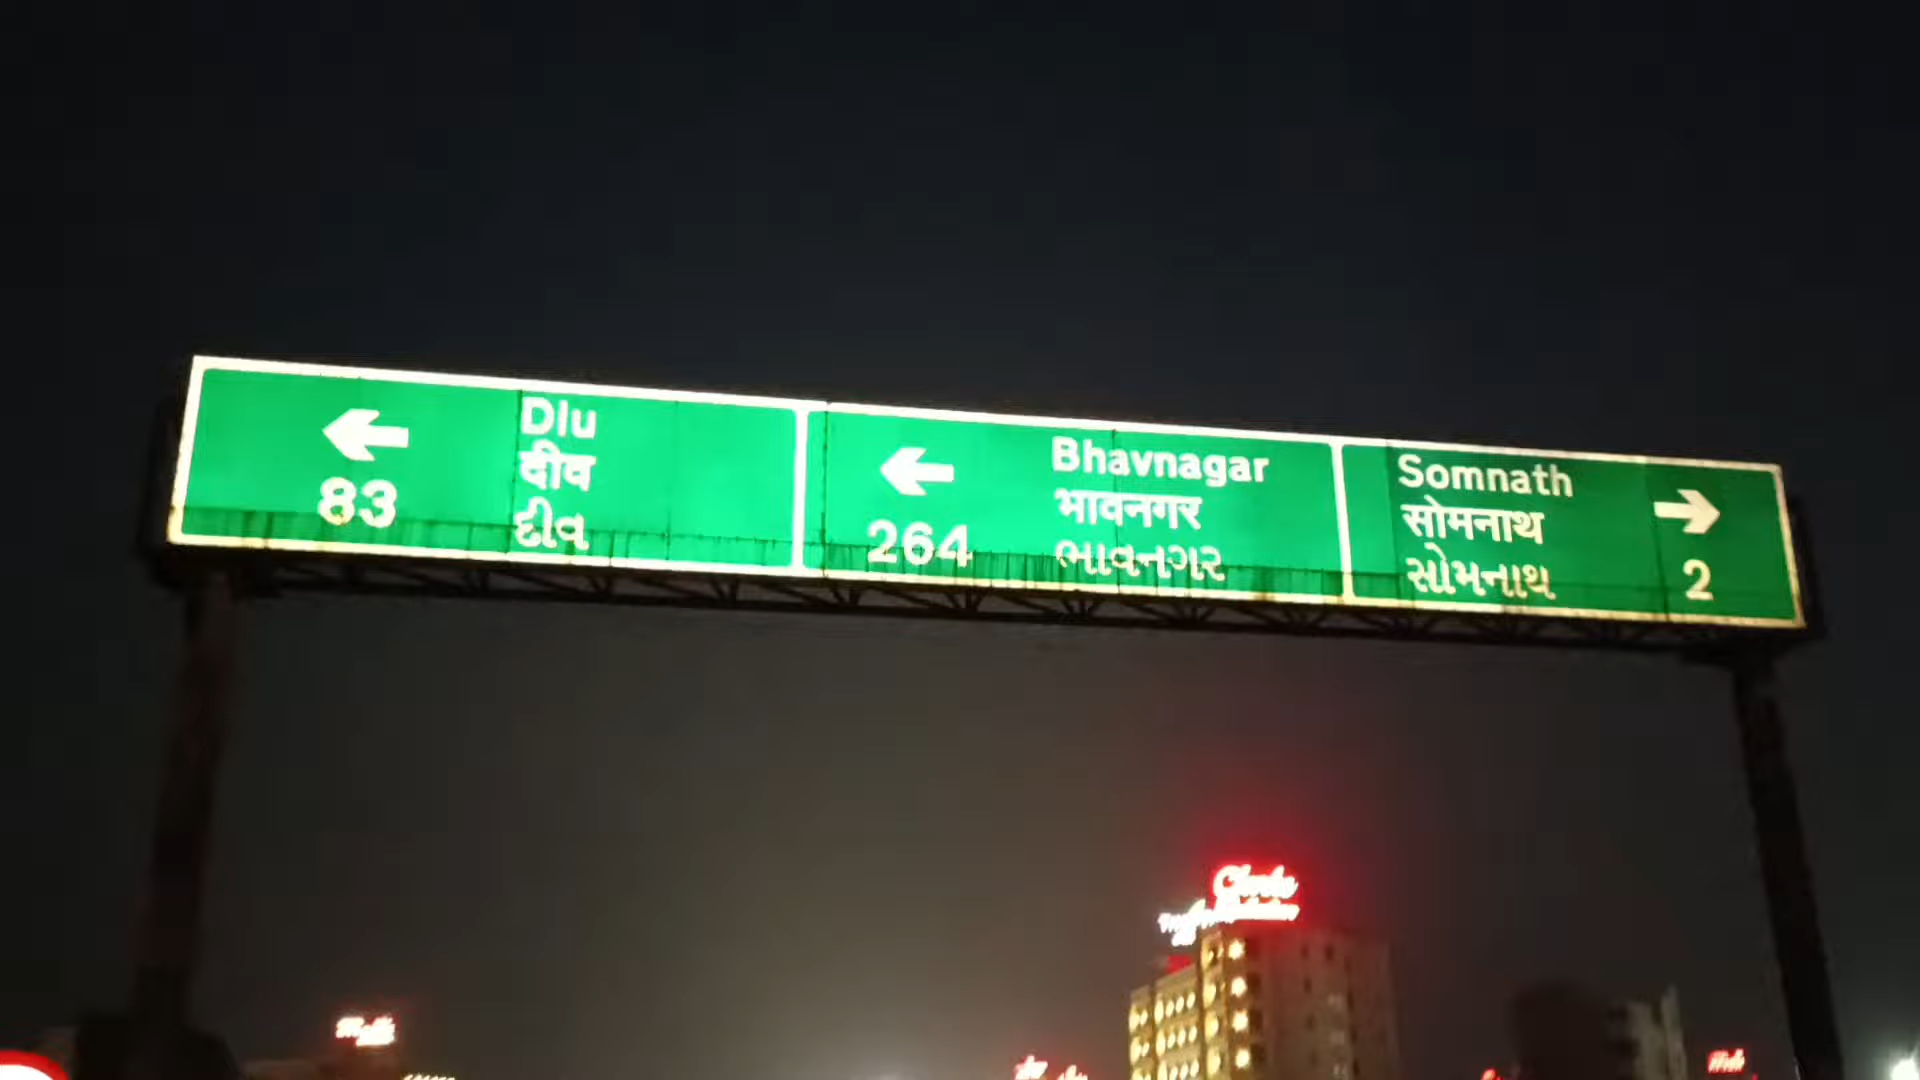 Diu
दीव
દીવ
83
Bhavnagar
भावनगर
ભાવનગર
264
Somnath
सोमनाथ
સોમનાથ
2